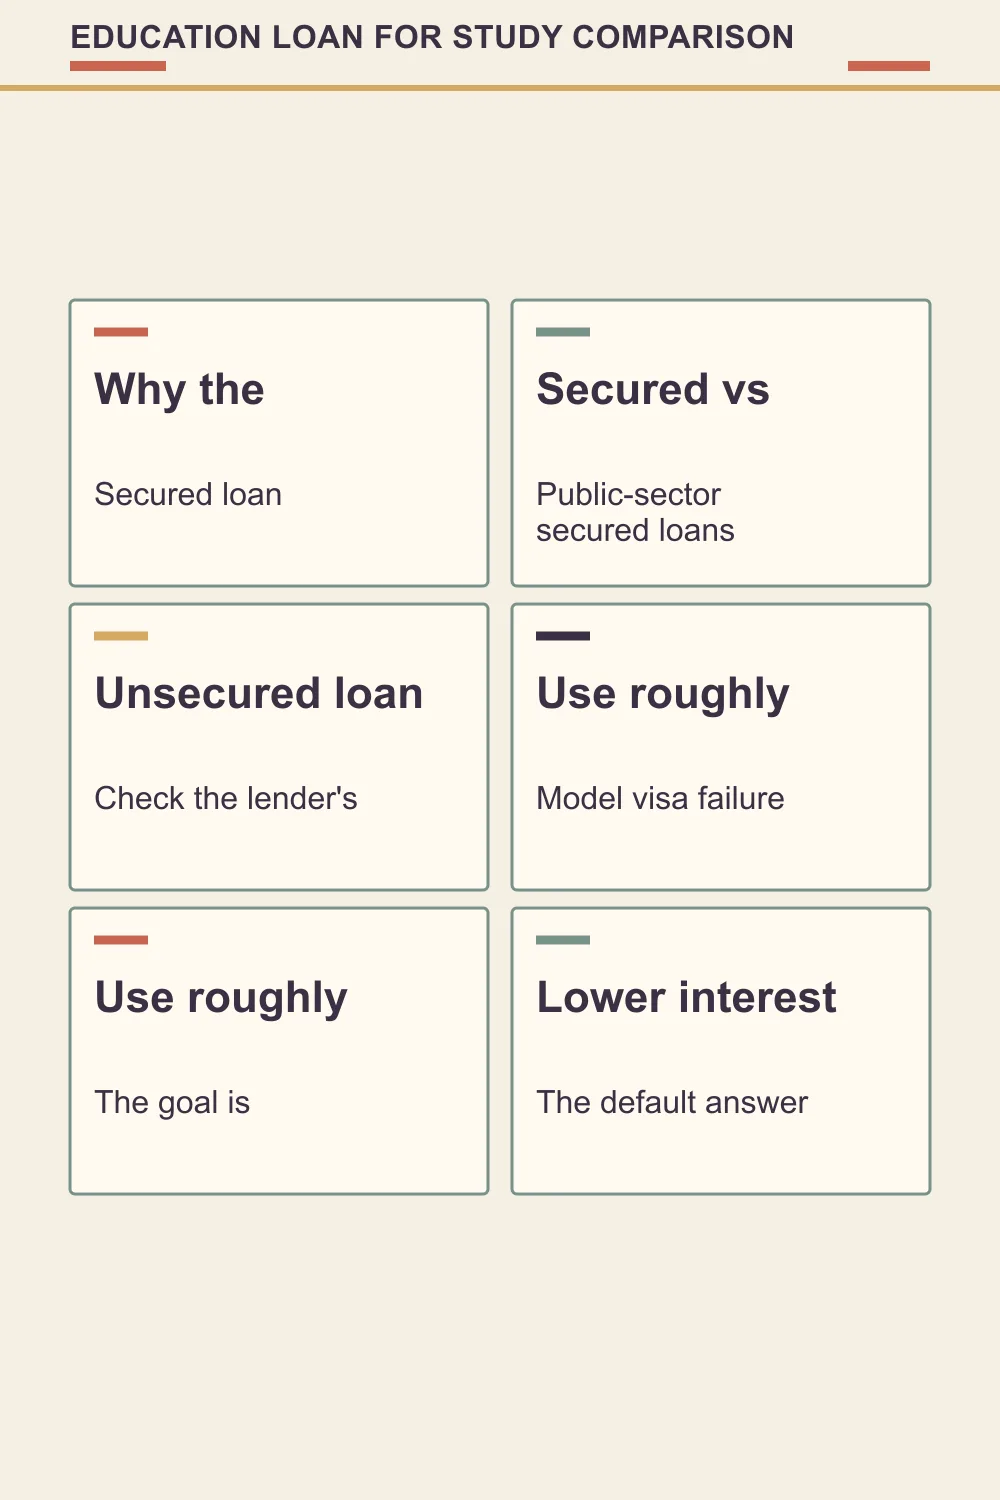 EDUCATION LOAN FOR STUDY COMPARISON
Why the
Secured loan
Secured vs
Public-sector
secured loans
Unsecured loan
Check the lender's
Use roughly
Model visa failure
Use roughly
The goal is
Lower interest
The default answer